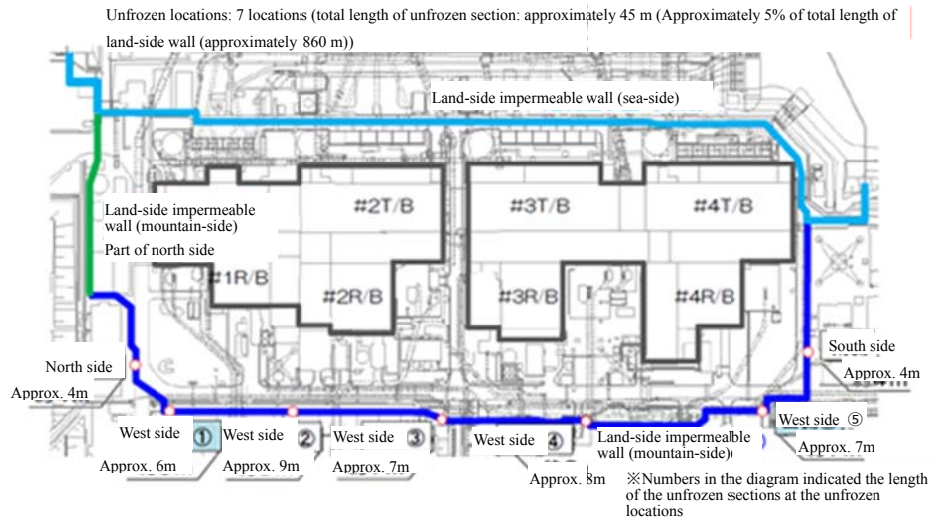 Unfrozen locations: 7 locations (total length of unfrozen section: approximately 45 m (Approximately 5% of total length of
land-side wall (approximately 860 m))
Land-side impermeable wall (sea-side)
Land-side impermeable
wall (mountain-side)
Part of north side
#2T/B
#3T/B
#4T/B
#1R/B
#2R/B
#3R/B
#4R/B
North side
Approx. 4m
South side
Approx. 4m
West side ①
Approx. 6m
West side ②
Approx. 9m
West side ③
Approx. 7m
West side ④
Approx. 8m
Land-side impermeable
wall (mountain-side)
West side ⑤
Approx. 7m
※Numbers in the diagram indicated the length
of the unfrozen sections at the unfrozen
locations